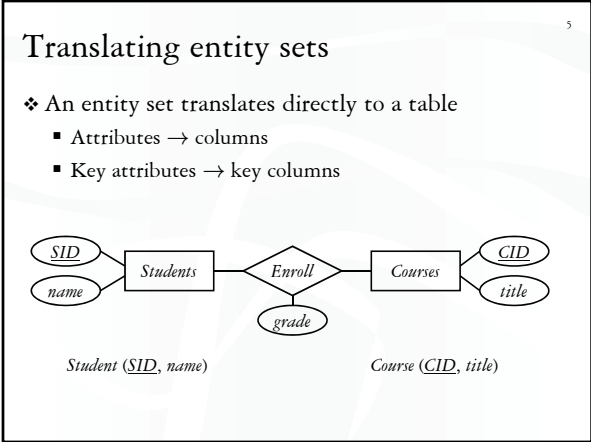 5
Translating entity sets
❖ An entity set translates directly to a table
▪ Attributes → columns
▪ Key attributes → key columns
SID
name
Students
Enroll
grade
Courses
CID
title
Student (SID, name)
Course (CID, title)